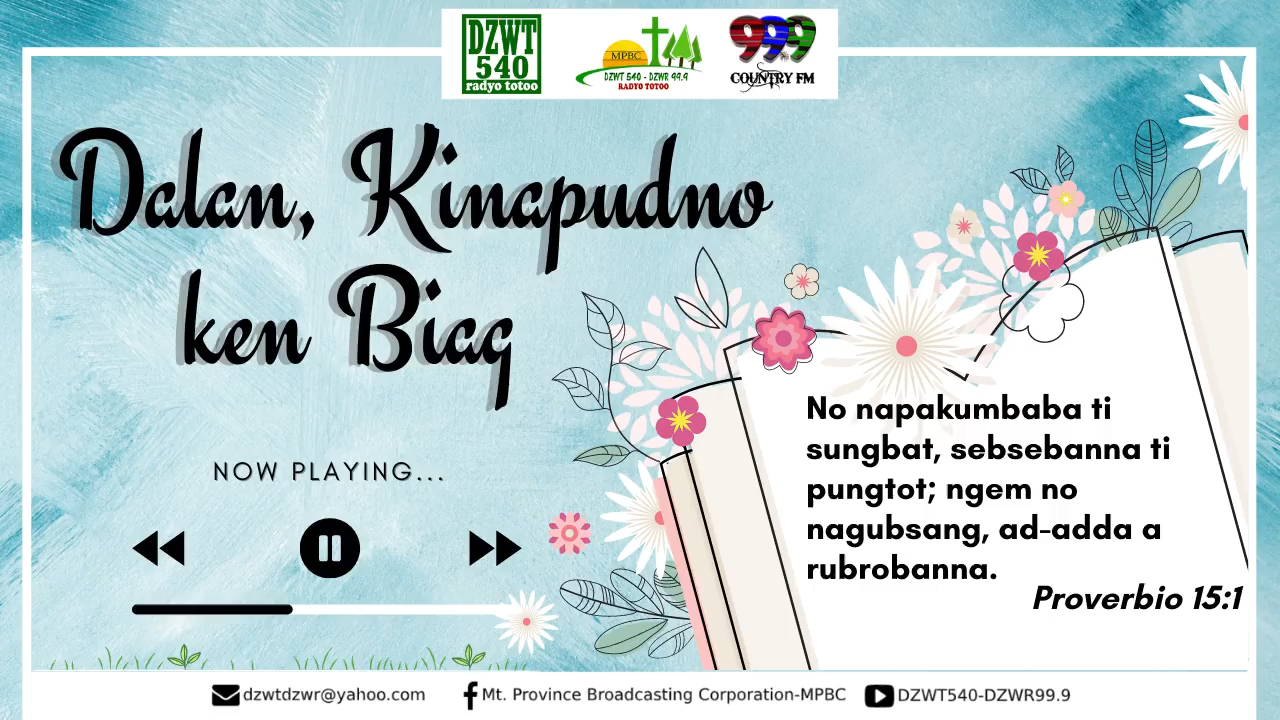 DZWT
540
radyo totoo
MPBC
DZWT 540 - DZWR 99.9
RADYO TOTOO
99.9
COUNTRY FM
Dalan, Kinapudno
ken Biag
NOW PLAYING...
No napakumbaba ti
sungbat, sebsebanna ti
pungtot; ngem no
nagubsang, ad-adda a
rubrobanna.
Proverbio 15:1
dzwtdzwr@yahoo.com
Mt. Province Broadcasting Corporation-MPBC
DZWT540-DZWR99.9